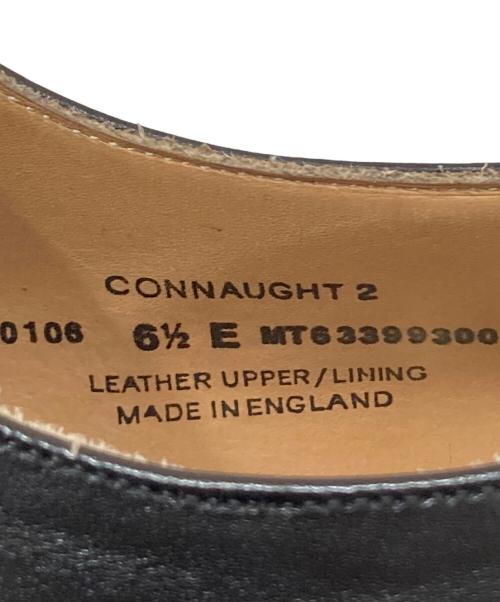 CONNAUGHT 2
0106 6½ E MT63399300
LEATHER UPPER/LINING
MADE IN ENGLAND